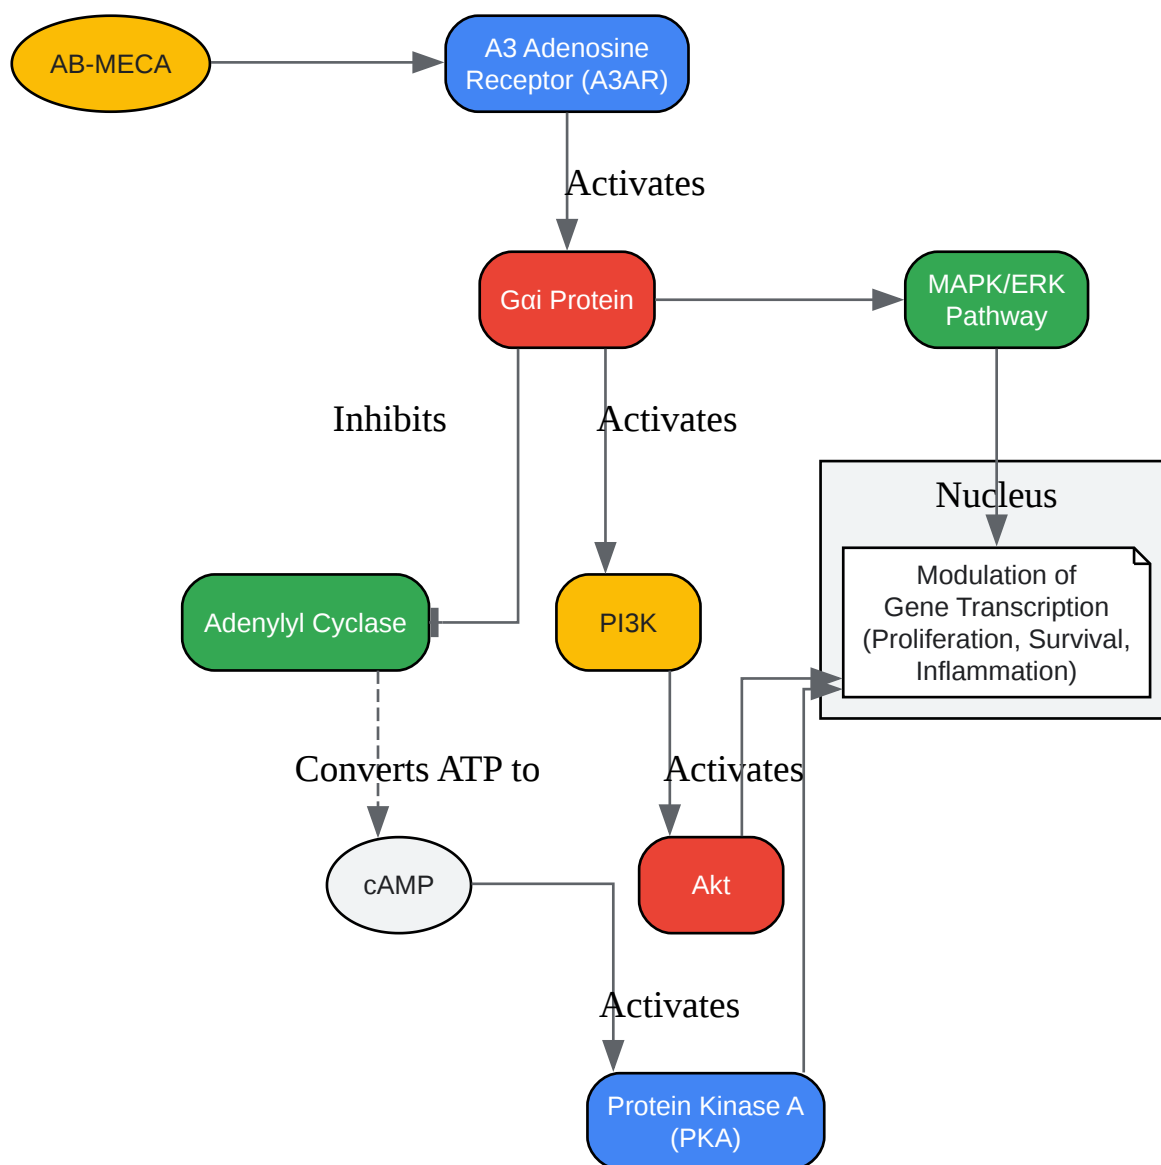 AB-MECA
A3 Adenosine
Receptor (A3AR)
Activates
Gαi Protein
MAPK/ERK
Pathway
Inhibits
Activates
Nucleus
Modulation of
Gene Transcription
(Proliferation, Survival,
Inflammation)
Adenylyl Cyclase
PI3K
Converts ATP to
Activates
cAMP
Akt
Activates
Protein Kinase A
(PKA)